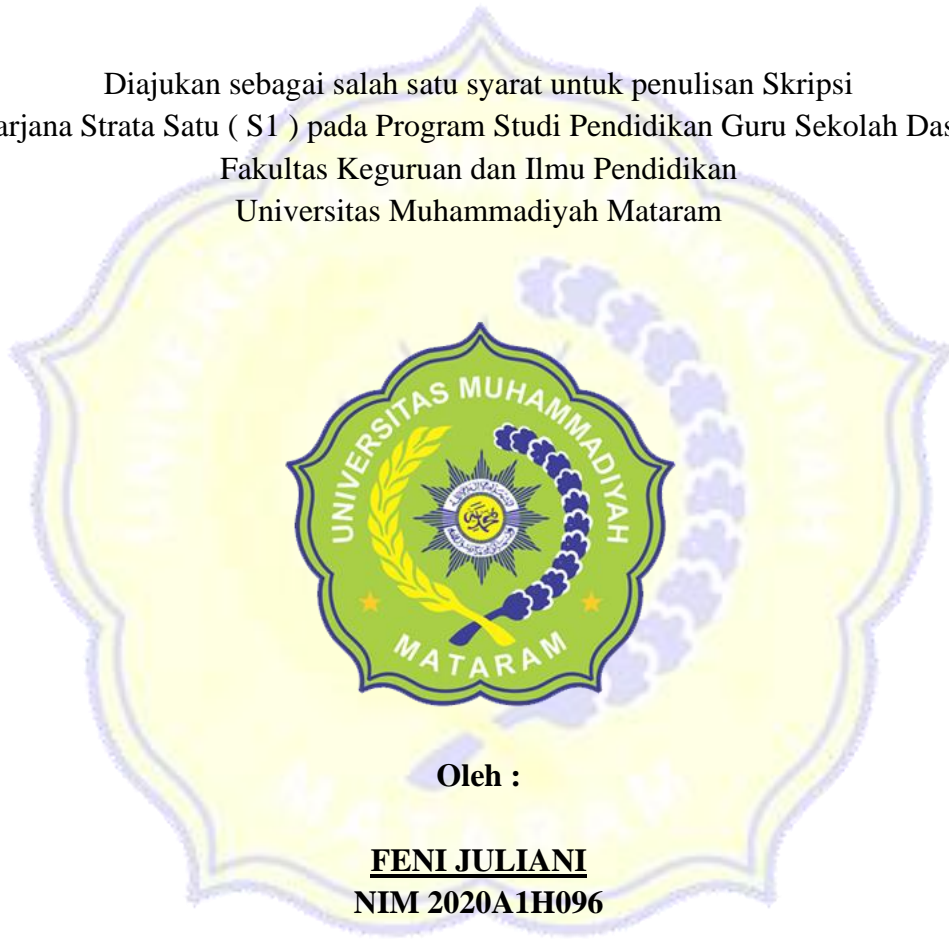 Diajukan sebagai salah satu syarat untuk penulisan Skripsi
arjana Strata Satu ( S1 ) pada Program Studi Pendidikan Guru Sekolah Das
Fakultas Keguruan dan Ilmu Pendidikan
Universitas Muhammadiyah Mataram
UNIVERSITAS MUHAMMADIYAH
MATARAM
Oleh :
FENI JULIANI
NIM 2020A1H096